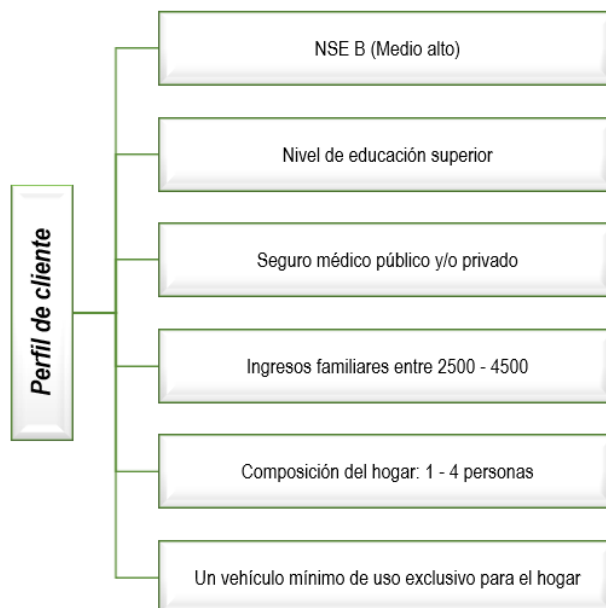 Perfil de cliente
NSE B (Medio alto)
Nivel de educación superior
Seguro médico público y/o privado
Ingresos familiares entre 2500 - 4500
Composición del hogar: 1 - 4 personas
Un vehículo mínimo de uso exclusivo para el hogar